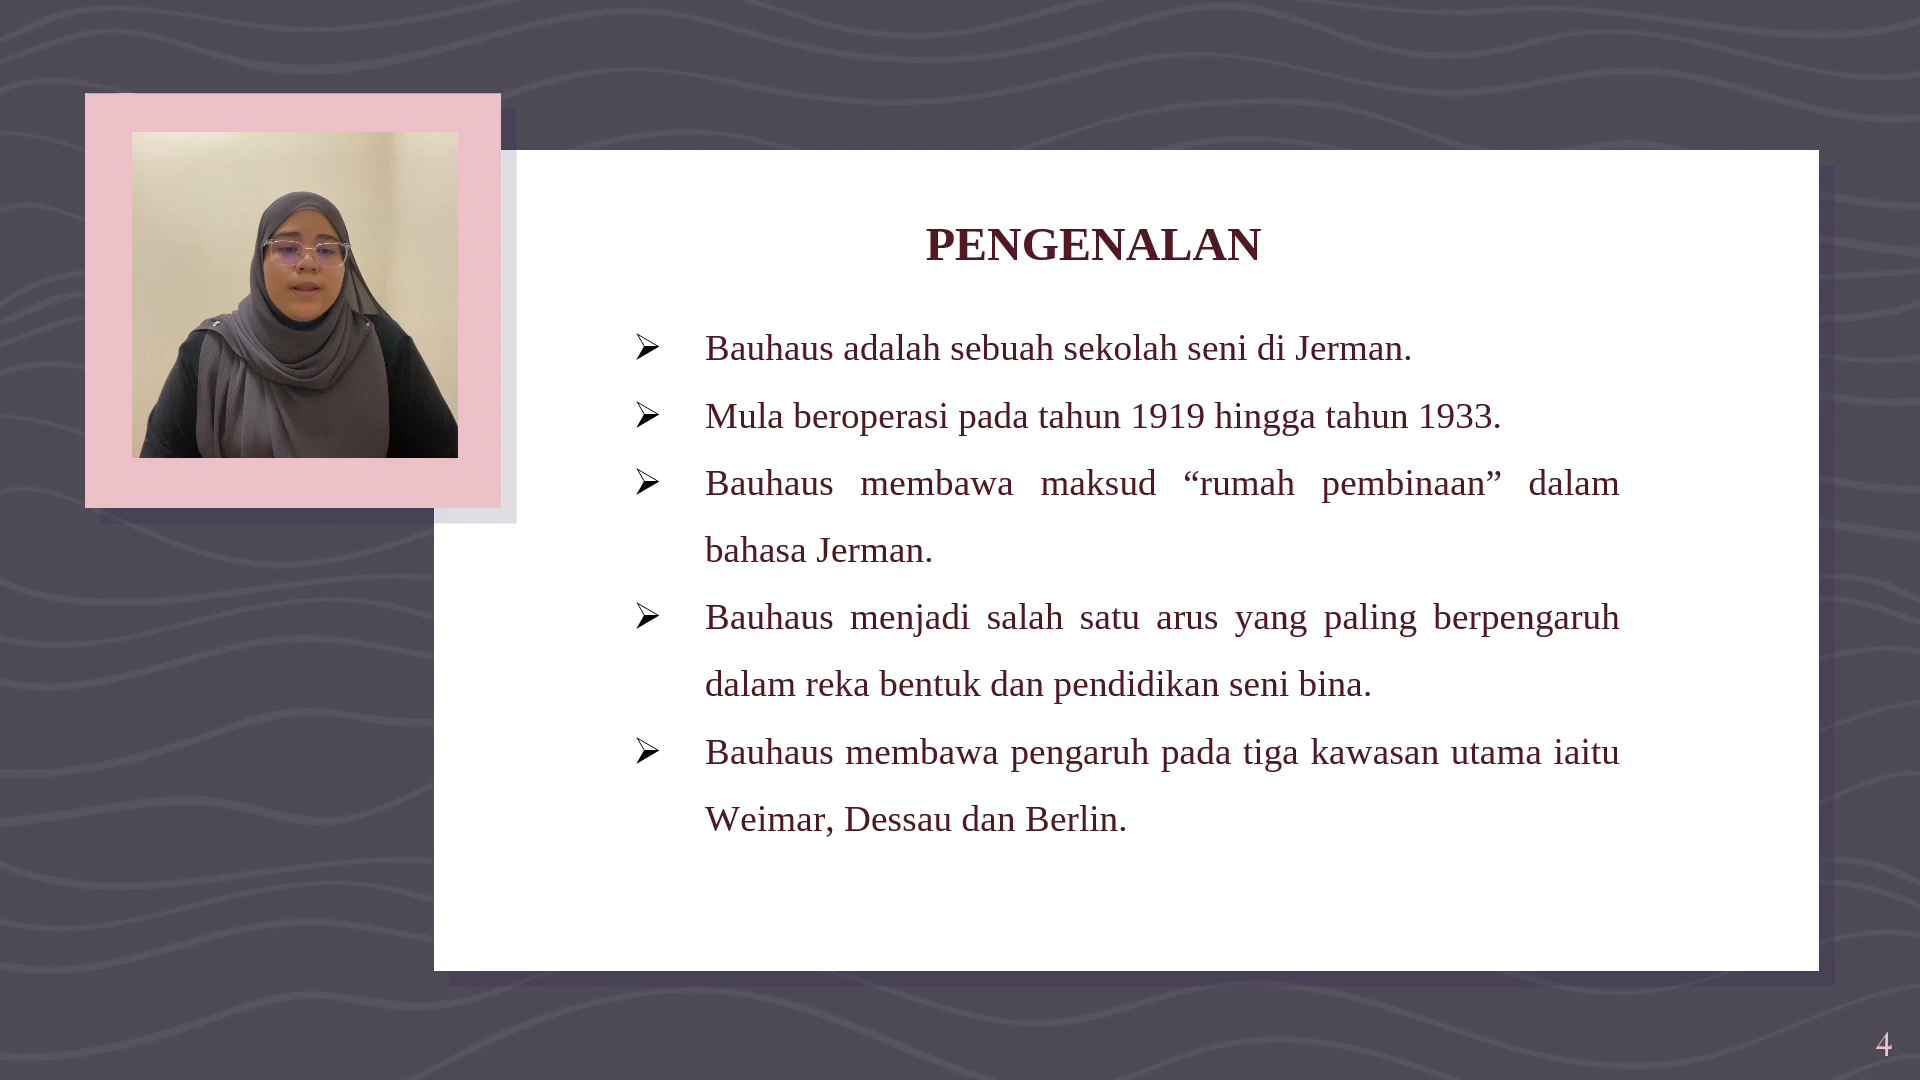 PENGENALAN
➢ Bauhaus adalah sebuah sekolah seni di Jerman.
➢ Mula beroperasi pada tahun 1919 hingga tahun 1933.
➢ Bauhaus membawa maksud “rumah pembinaan” dalam
bahasa Jerman.
➢ Bauhaus menjadi salah satu arus yang paling berpengaruh
dalam reka bentuk dan pendidikan seni bina.
➢ Bauhaus membawa pengaruh pada tiga kawasan utama iaitu
Weimar, Dessau dan Berlin.
4